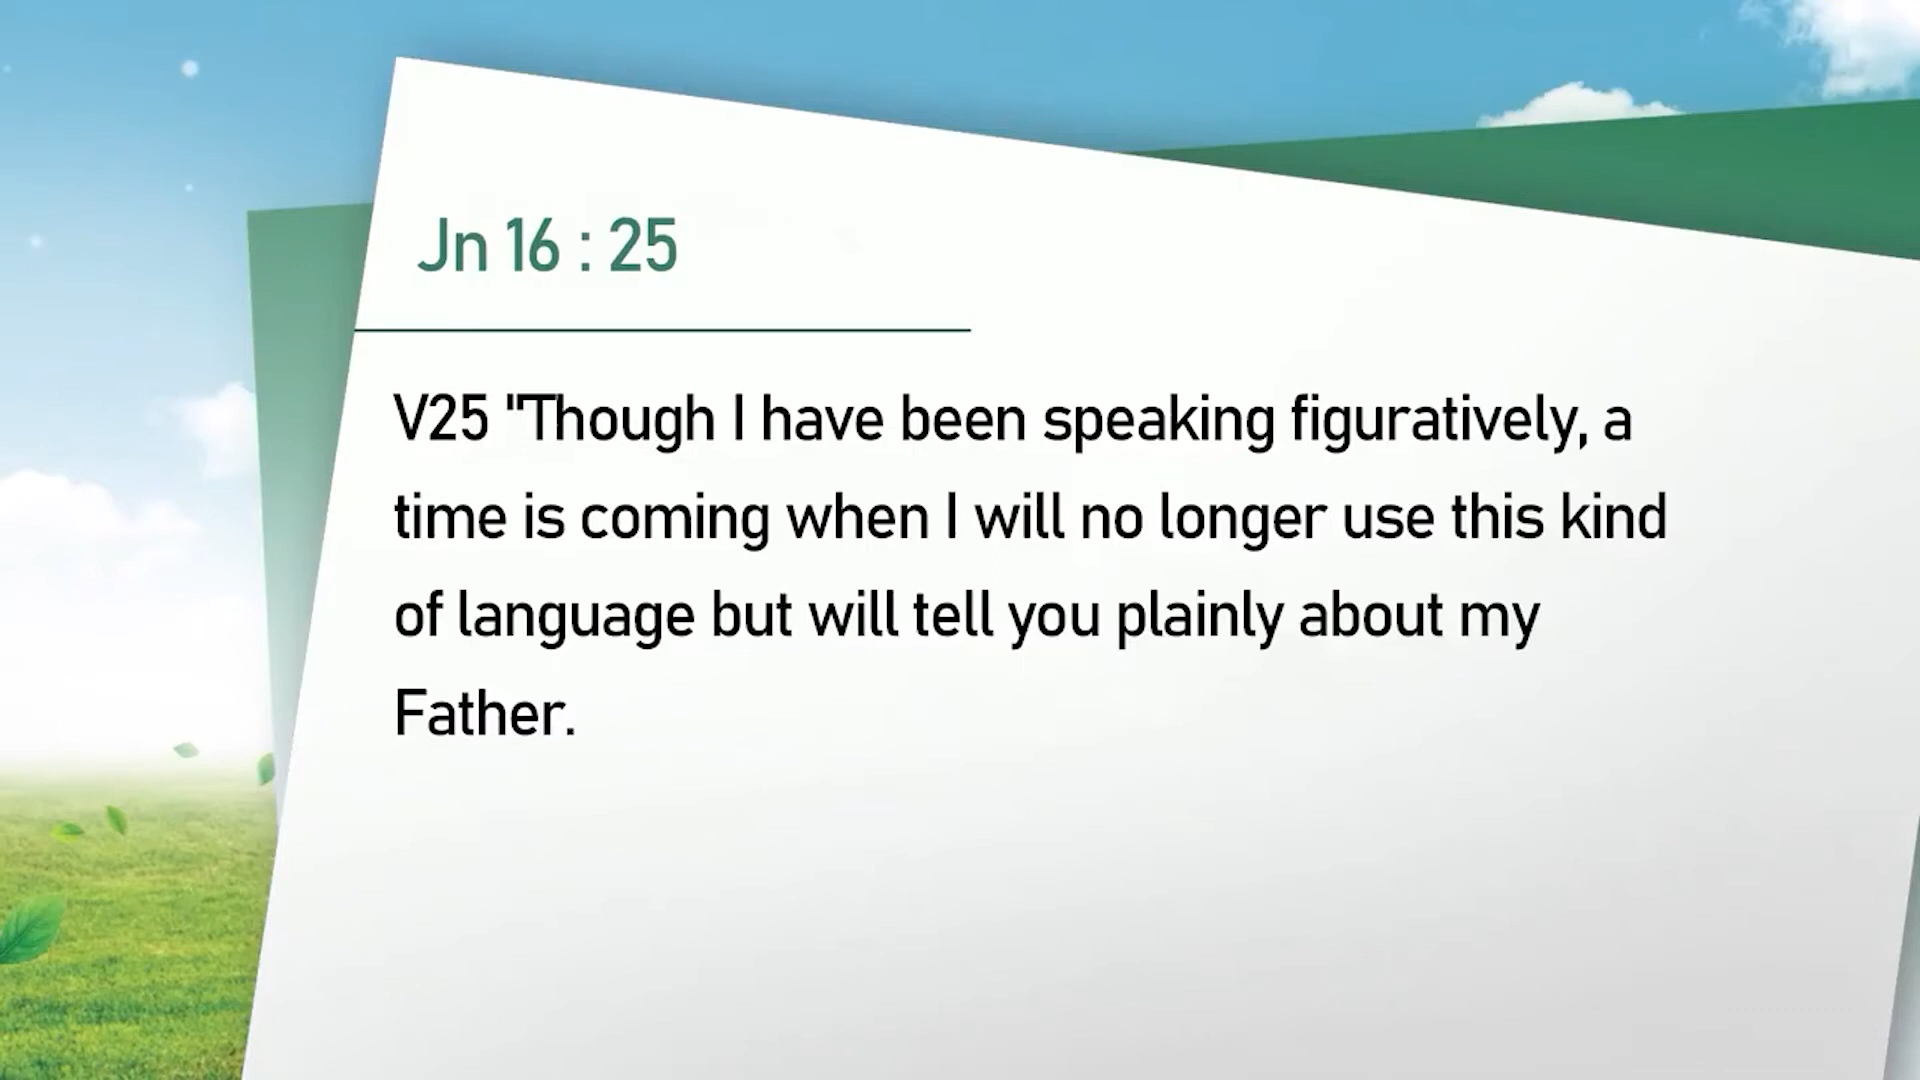 Jn 16 : 25
V25 "Though I have been speaking figuratively, a
time is coming when I will no longer use this kind
of language but will tell you plainly about my
Father.